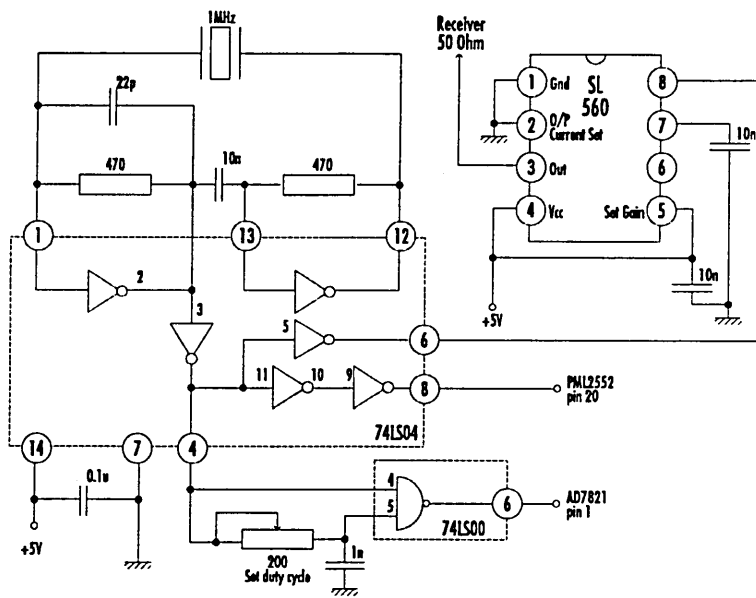 1MHz
Receiver
50 Ohm
22p
470
10n
470
1
Gnd
SL
560
8
2
O/P
Current Set
7
10n
3
Out
6
4
Vcc
Set Gain
5
10n
+5V
1
13
12
2
3
5
6
11
10
9
8
PML2552
pin 20
74LS04
14
7
4
0.1u
+5V
4
5
6
AD7821
pin 1
74LS00
200
Set duty cycle
1n